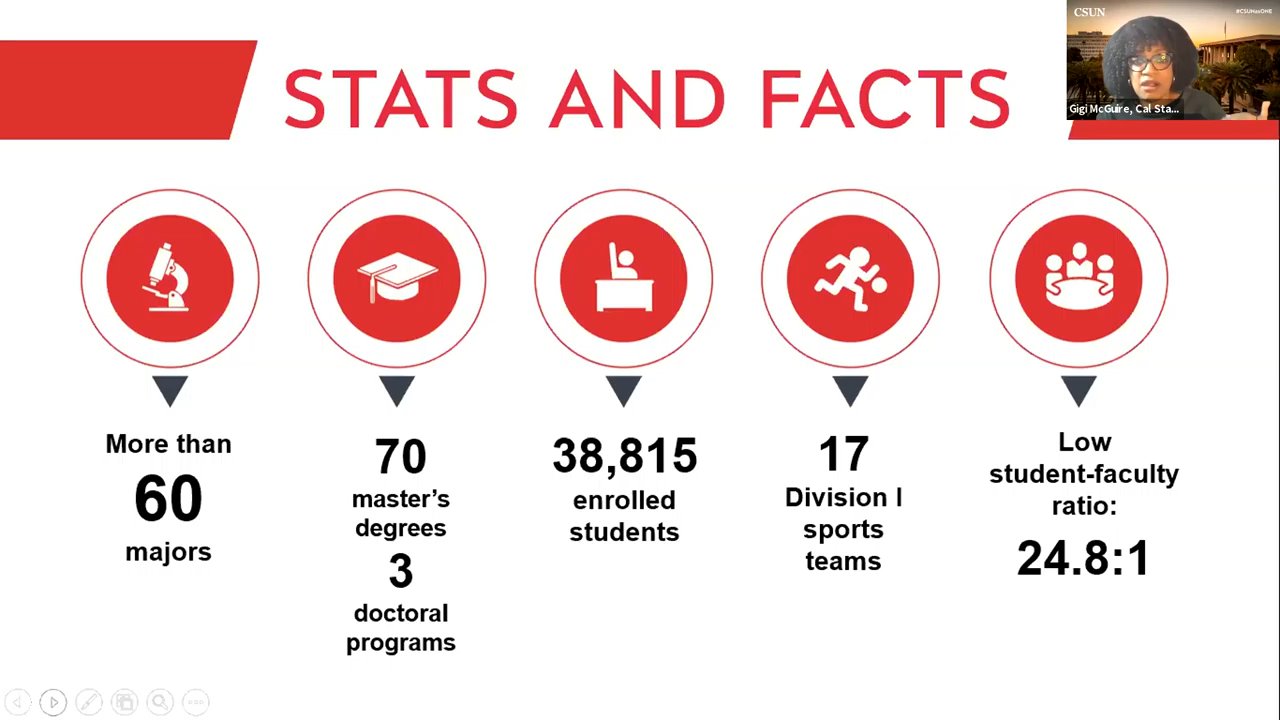 CSUN
#CSUNasONE
STATS AND FACTS
Gigi McGuire, Cal Sta...
More than
60
majors
70
master's
degrees
3
doctoral
programs
38,815
enrolled
students
17
Division I
sports
teams
Low
student-faculty
ratio:
24.8:1